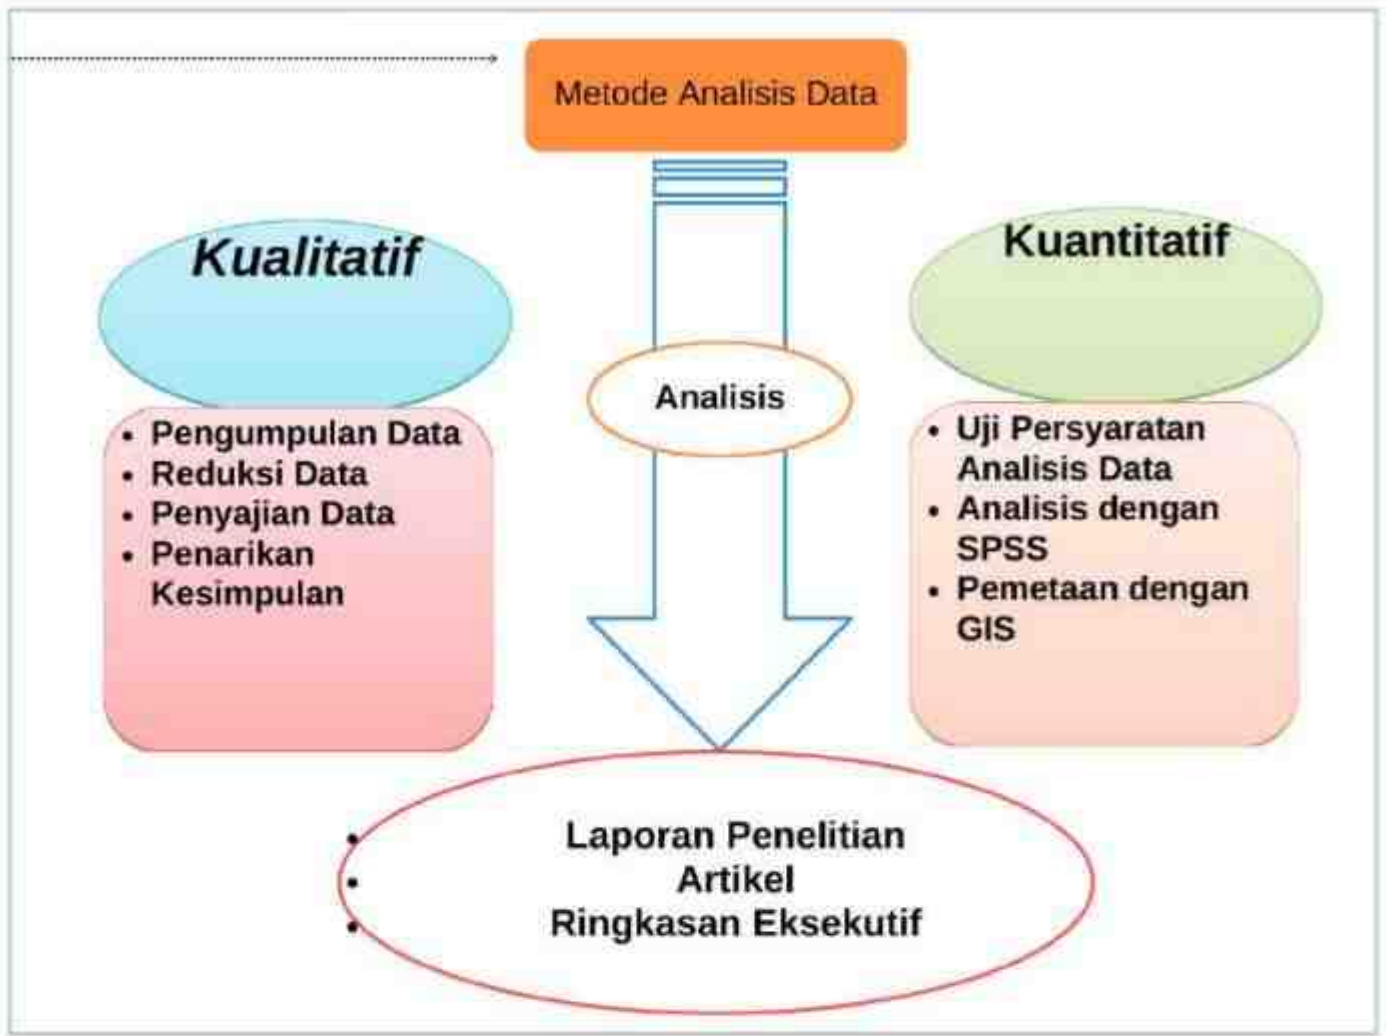 Metode Analisis Data
Kualitatif
• Pengumpulan Data
• Reduksi Data
• Penyajian Data
• Penarikan
Kesimpulan
Analisis
Kuantitatif
• Uji Persyaratan
Analisis Data
• Analisis dengan
SPSS
• Pemetaan dengan
GIS
• Laporan Penelitian
• Artikel
• Ringkasan Eksekutif